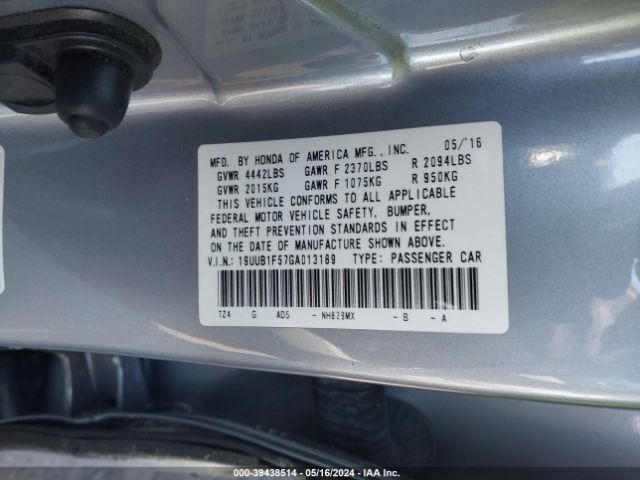 MFD. BY HONDA OF AMERICA MFG., INC. 05/'16
GVWR 4442LBS GAWR F 2370LBS R 2094LBS
GVWR 2015KG GAWR F 1075KG R 950KG
THIS VEHICLE CONFORMS TO ALL APPLICABLE
FEDERAL MOTOR VEHICLE SAFETY, BUMPER,
AND THEFT PREVENTION STANDARDS IN EFFECT
ON THE DATE OF MANUFACTURE SHOWN ABOVE.
V.I.N.: 19UUB1F57GA013189 TYPE: PASSENGER CAR
TZ4 G AD5 - NH829MX - B - A
000-39438514 - 05/16/2024 - IAA Inc.